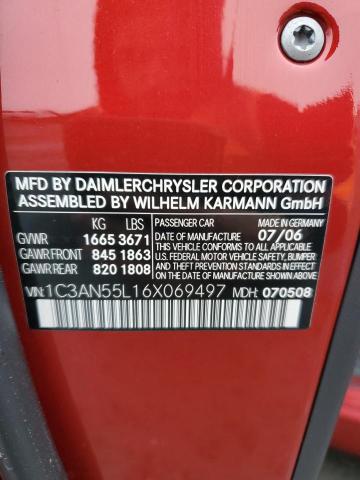 MFD BY DAIMLERCHRYSLER CORPORATION
ASSEMBLED BY WILHELM KARMANN GmbH
KG LBS
PASSENGER CAR
MADE IN GERMANY
DATE OF MANUFACTURE
07/06
GVWR 1665 3671
GAWR FRONT 845 1863
GAWR REAR 820 1808
THIS VEHICLE CONFORMS TO ALL APPLICABLE U.S. FEDERAL MOTOR VEHICLE SAFETY, BUMPER AND THEFT PREVENTION STANDARDS IN EFFECT ON THE DATE OF MANUFACTURE SHOWN ABOVE
VIN: 1C3AN55L16X069497 MDH: 070508